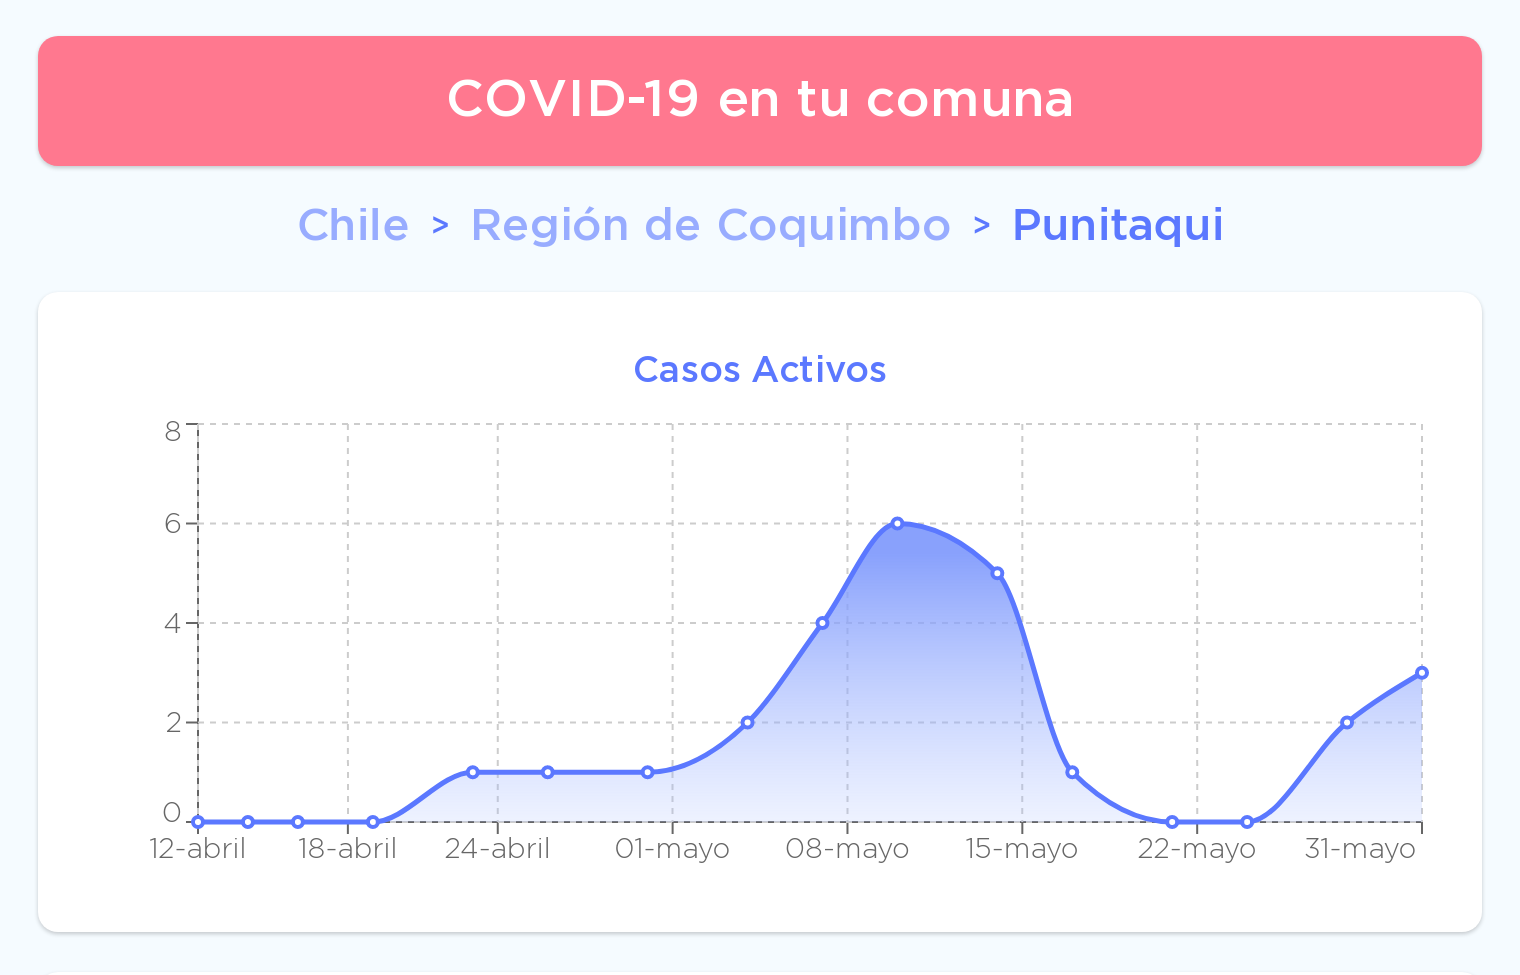 COVID-19 en tu comuna
Chile > Región de Coquimbo > Punitaqui
Casos Activos
8
6
4
2
0
12-abril 18-abril 24-abril 01-mayo 08-mayo 15-mayo 22-mayo 31-mayo